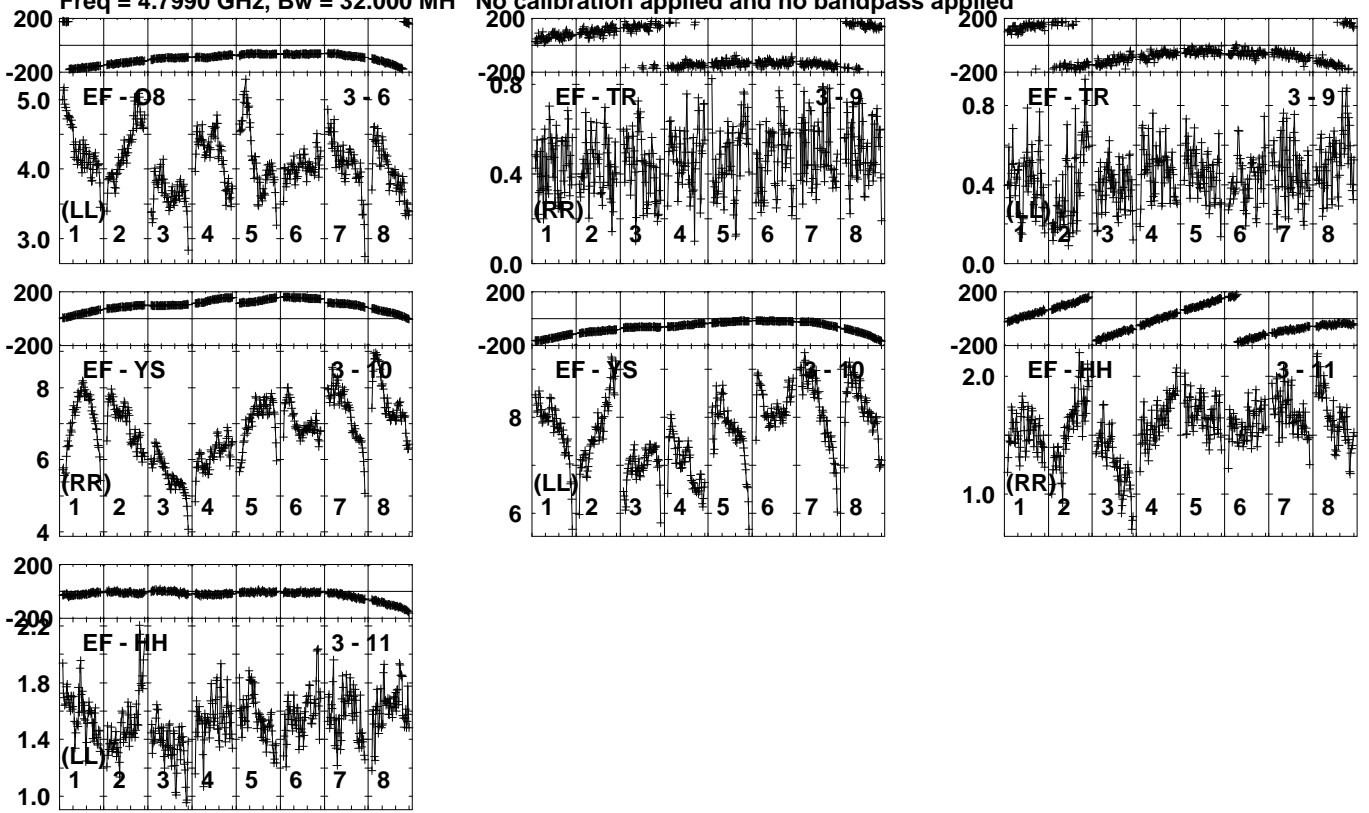 Freq = 4.7990 GHz, Bw = 32.000 MH No calibration applied and no bandpass applied
200
-200
5.0
4.0
3.0
EF - O8
3 - 6
(LL)
1 2 3 4 5 6 7 8
200
-200
0.8
0.4
0.0
EF - TR
3 - 9
(RR)
1 2 3 4 5 6 7 8
200
-200
0.8
0.4
0.0
EF - TR
3 - 9
(LL)
1 2 3 4 5 6 7 8
200
-200
8
6
4
EF - YS
3 - 10
(RR)
1 2 3 4 5 6 7 8
200
-200
8
6
EF - YS
3 - 10
(LL)
1 2 3 4 5 6 7 8
200
-200
2.0
1.0
EF - HH
3 - 11
(RR)
1 2 3 4 5 6 7 8
200
-200
2.2
1.8
1.4
1.0
EF - HH
3 - 11
(LL)
1 2 3 4 5 6 7 8